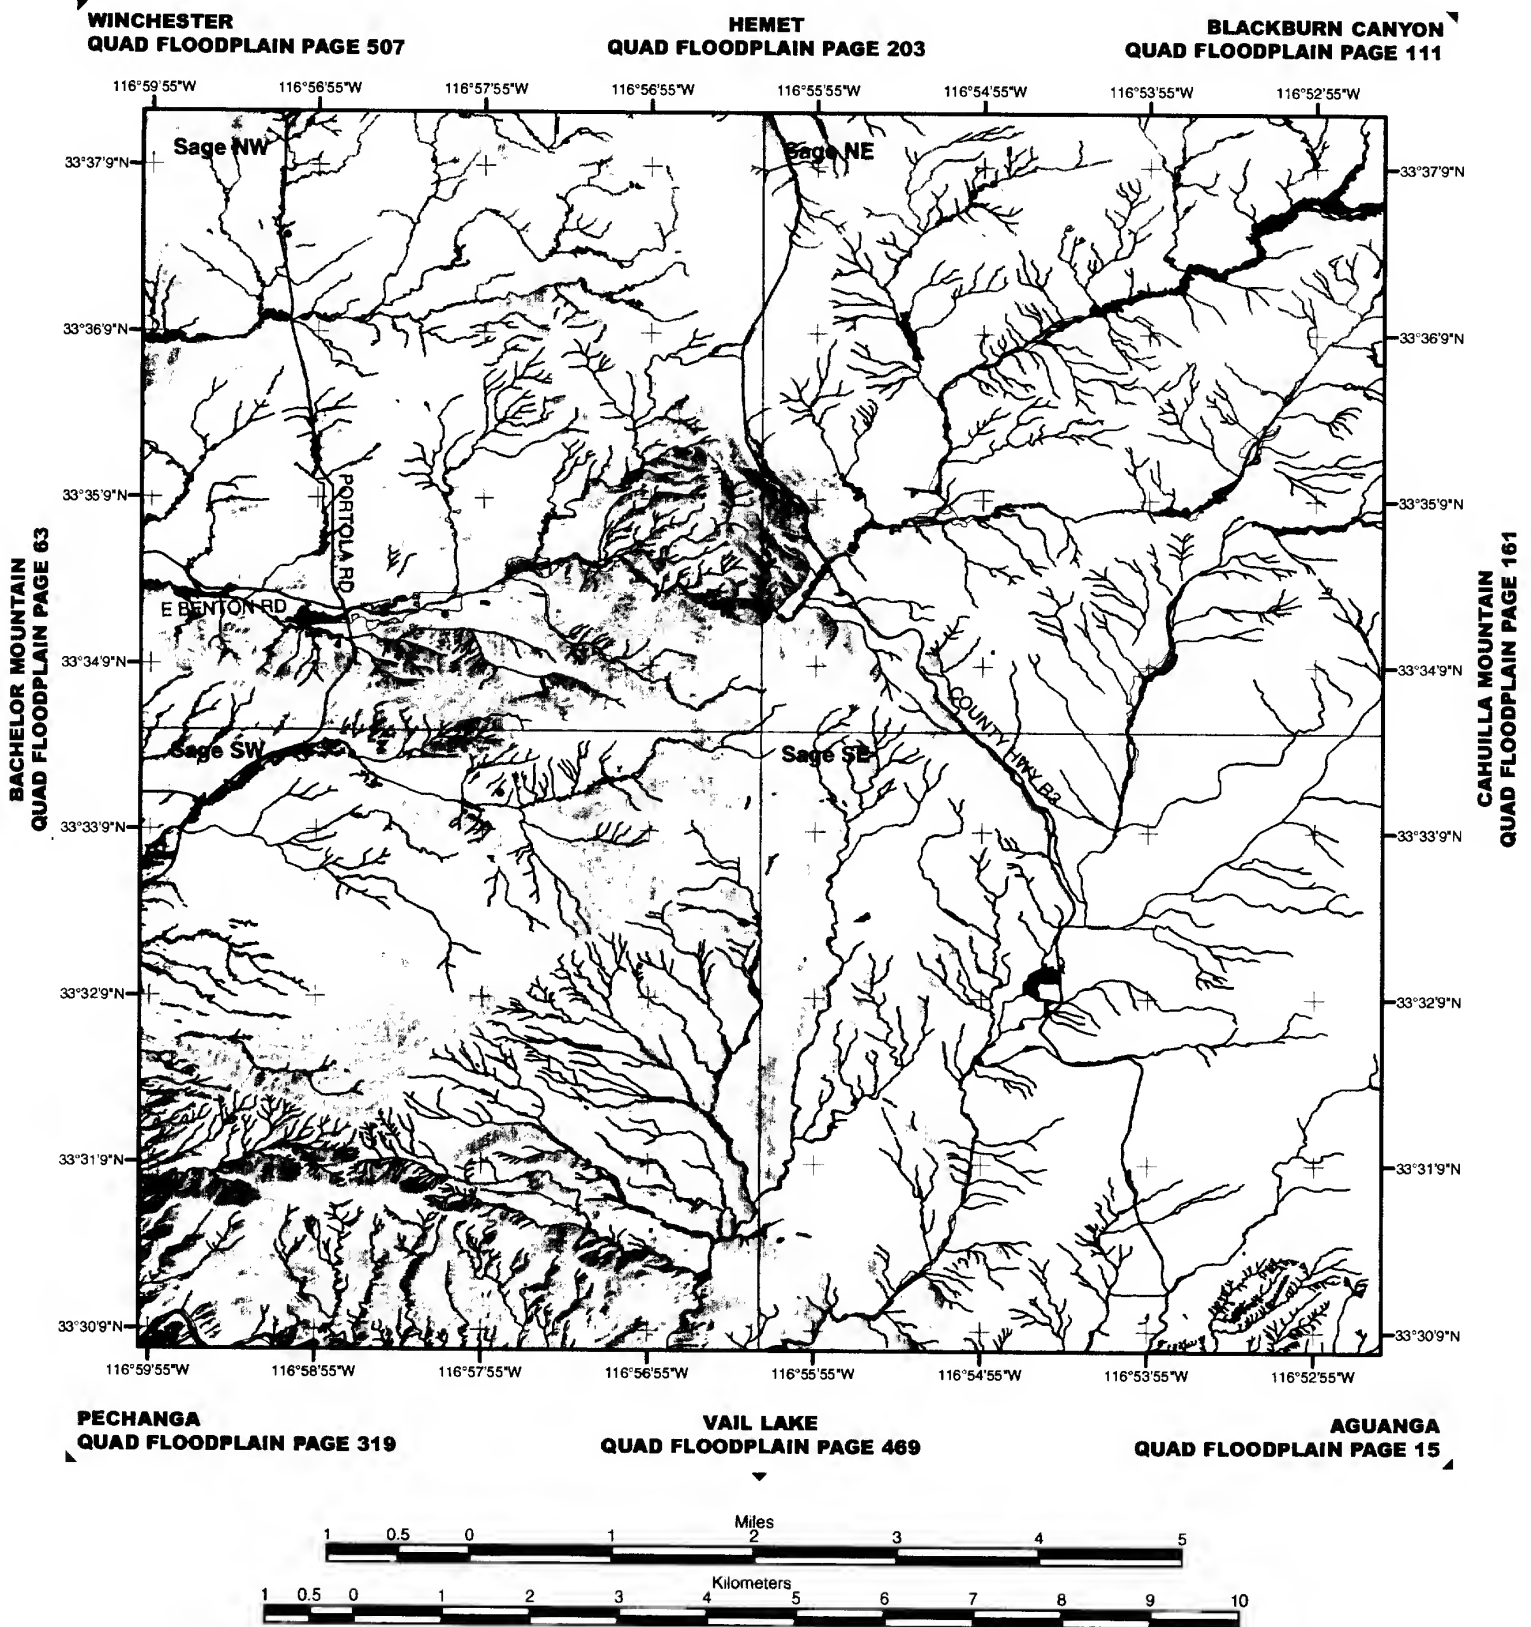 WINCHESTER
QUAD FLOODPLAIN PAGE 507
HEMET
QUAD FLOODPLAIN PAGE 203
BLACKBURN CANYON
QUAD FLOODPLAIN PAGE 111
116°59'55"W 116°56'55"W 116°57'55"W 116°56'55"W 116°55'55"W 116°54'55"W 116°53'55"W 116°52'55"W
Sage NW
Sage NE
33°37'9"N
33°37'9"N
33°36'9"N
33°36'9"N
33°35'9"N
33°35'9"N
PORTOLA RD
E BENTON RD
BACHELOR MOUNTAIN
QUAD FLOODPLAIN PAGE 63
CAHUILLA MOUNTAIN
QUAD FLOODPLAIN PAGE 161
33°34'9"N
33°34'9"N
COUNTY HWY R3
Sage SW
Sage SE
33°33'9"N
33°33'9"N
33°32'9"N
33°32'9"N
33°31'9"N
33°31'9"N
33°30'9"N
33°30'9"N
116°59'55"W 116°58'55"W 116°57'55"W 116°56'55"W 116°55'55"W 116°54'55"W 116°53'55"W 116°52'55"W
PECHANGA
QUAD FLOODPLAIN PAGE 319
VAIL LAKE
QUAD FLOODPLAIN PAGE 469
AGUANGA
QUAD FLOODPLAIN PAGE 15
Miles
1 0.5 0 1 2 3 4 5
Kilometers
1 0.5 0 1 2 3 4 5 6 7 8 9 10